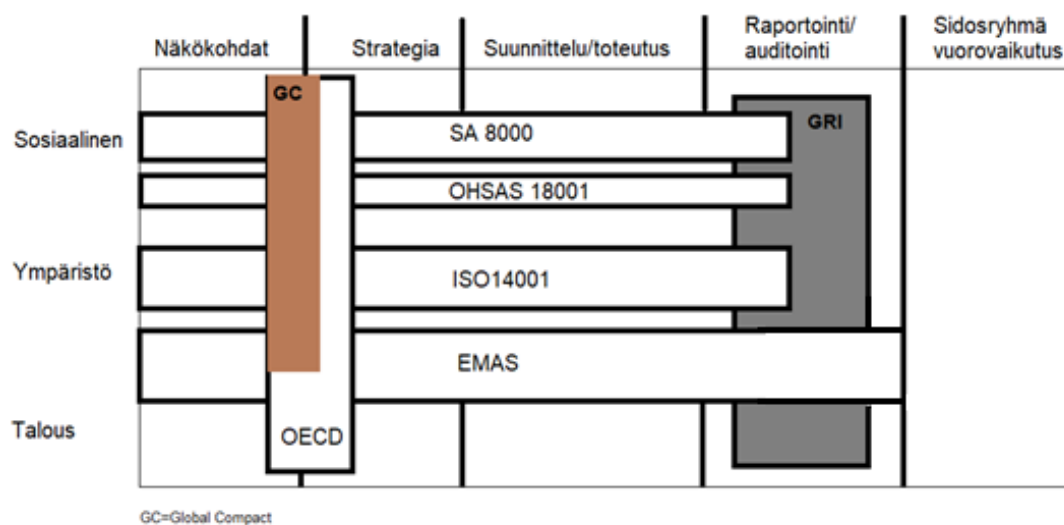 Näkökohdat
Strategia
Suunnittelu/toteutus
Raportointi/
auditointi
Sidosryhmä
vuorovaikutus
GC
Sosiaalinen
SA 8000
GRI
OHSAS 18001
Ympäristö
ISO14001
EMAS
Talous
OECD
GC=Global Compact